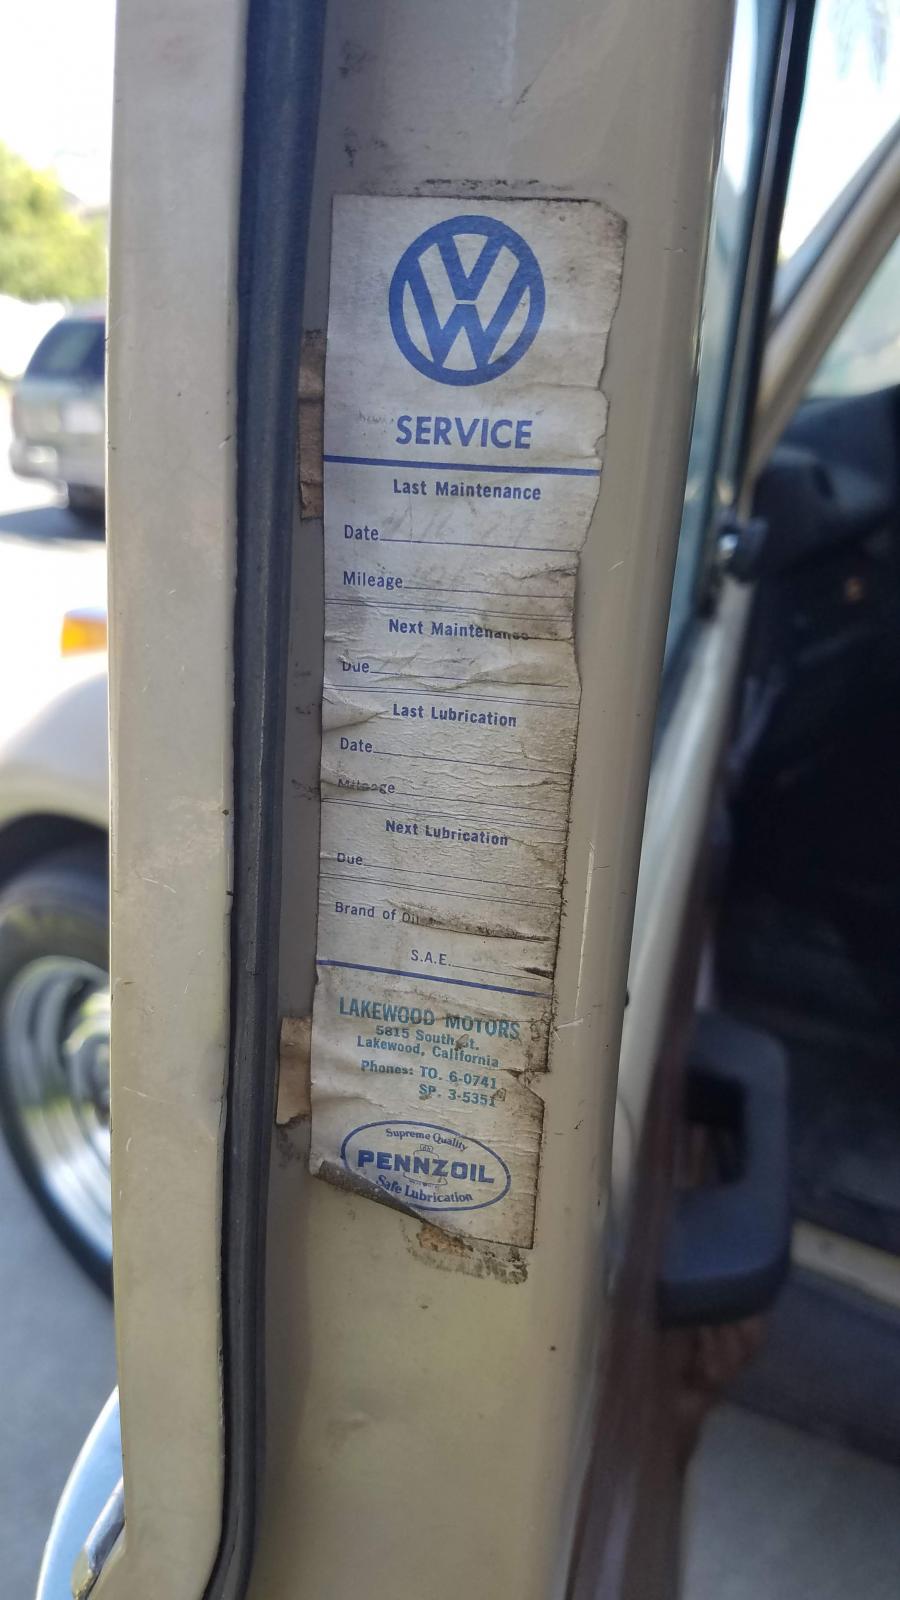 VW
SERVICE
Last Maintenance
Date
Mileage
Next Maintenance
Due
Last Lubrication
Date
Mileage
Next Lubrication
Due
Brand of Oil
S.A.E.
LAKEWOOD MOTORS
5815 South St.
Lakewood, California
Phones: TO. 6-0741
SP. 3-5351
Supreme Quality
PENNZOIL
Safe Lubrication